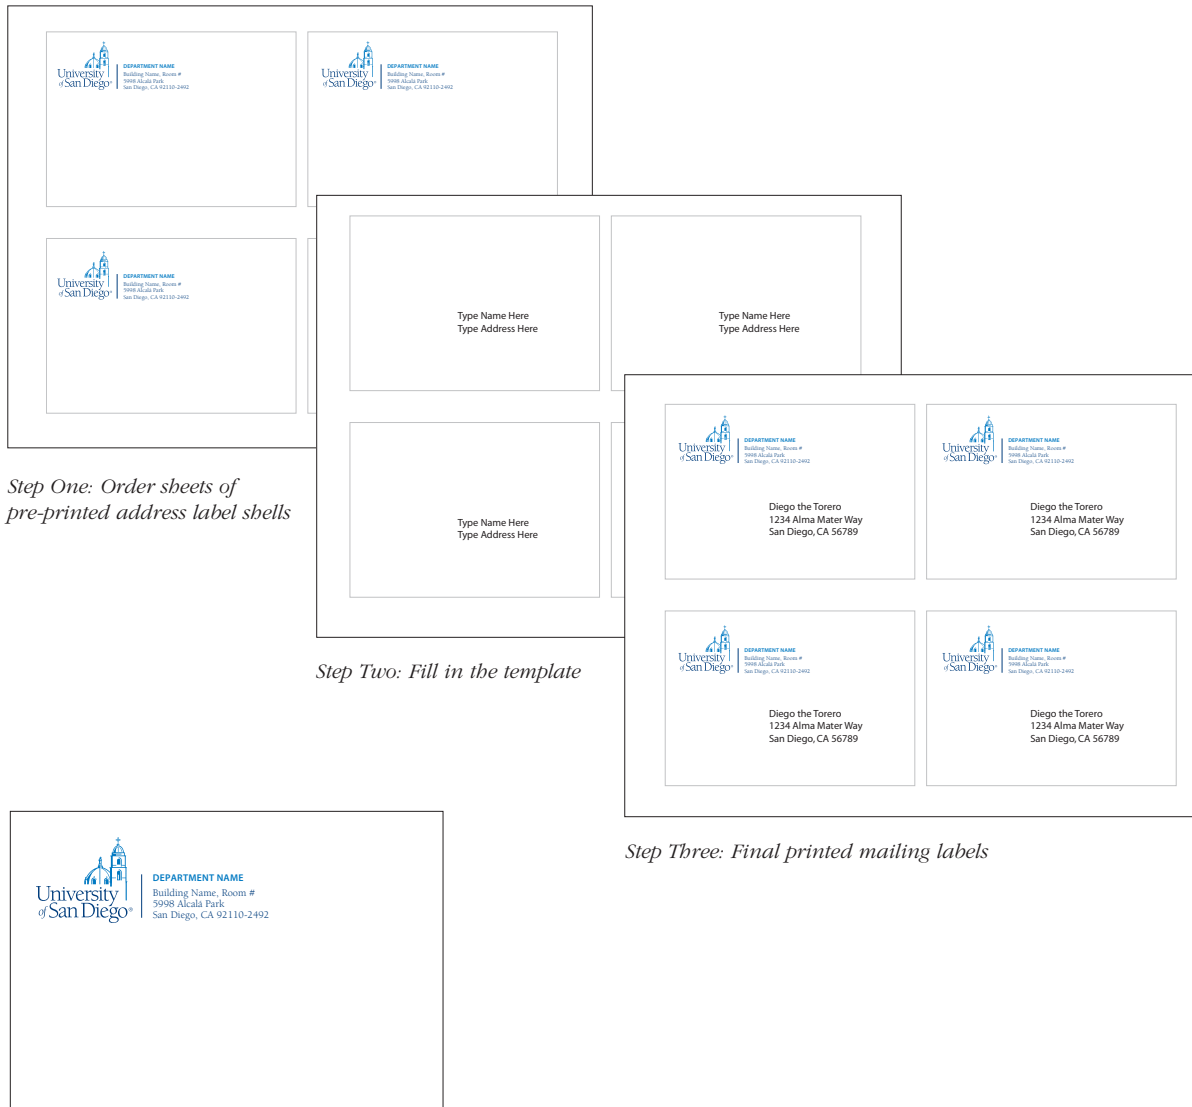 University
of San Diego®
DEPARTMENT NAME
Building Name, Room #
5998 Alcalá Park
San Diego, CA 92110-2492
University
of San Diego®
DEPARTMENT NAME
Building Name, Room #
5998 Alcalá Park
San Diego, CA 92110-2492
University
of San Diego®
DEPARTMENT NAME
Building Name, Room #
5998 Alcalá Park
San Diego, CA 92110-2492
Step One: Order sheets of
pre-printed address label shells
Type Name Here
Type Address Here
Type Name Here
Type Address Here
Type Name Here
Type Address Here
Step Two: Fill in the template
University
of San Diego®
DEPARTMENT NAME
Building Name, Room #
5998 Alcalá Park
San Diego, CA 92110-2492
Diego the Torero
1234 Alma Mater Way
San Diego, CA 56789
University
of San Diego®
DEPARTMENT NAME
Building Name, Room #
5998 Alcalá Park
San Diego, CA 92110-2492
Diego the Torero
1234 Alma Mater Way
San Diego, CA 56789
University
of San Diego®
DEPARTMENT NAME
Building Name, Room #
5998 Alcalá Park
San Diego, CA 92110-2492
Diego the Torero
1234 Alma Mater Way
San Diego, CA 56789
University
of San Diego®
DEPARTMENT NAME
Building Name, Room #
5998 Alcalá Park
San Diego, CA 92110-2492
Diego the Torero
1234 Alma Mater Way
San Diego, CA 56789
Step Three: Final printed mailing labels
University
of San Diego®
DEPARTMENT NAME
Building Name, Room #
5998 Alcalá Park
San Diego, CA 92110-2492